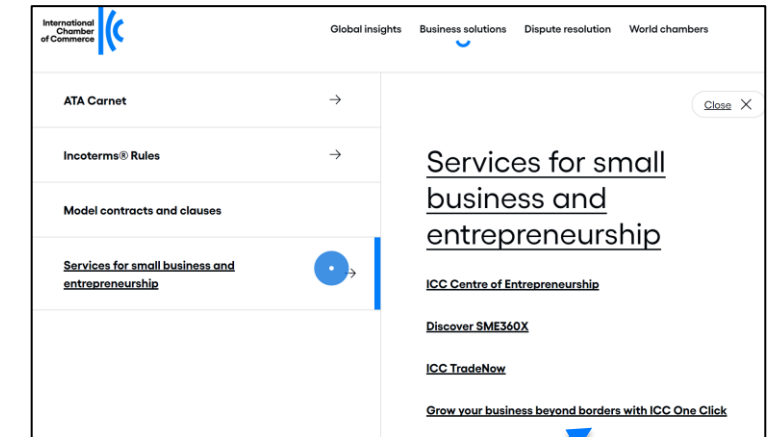 International
Chamber
of Commerce
Global insights
Business solutions
Dispute resolution
World chambers
ATA Carnet
Incoterms® Rules
Model contracts and clauses
Services for small business and
entrepreneurship
Close
Services for small
business and
entrepreneurship
ICC Centre of Entrepreneurship
Discover SME360X
ICC TradeNow
Grow your business beyond borders with ICC One Click